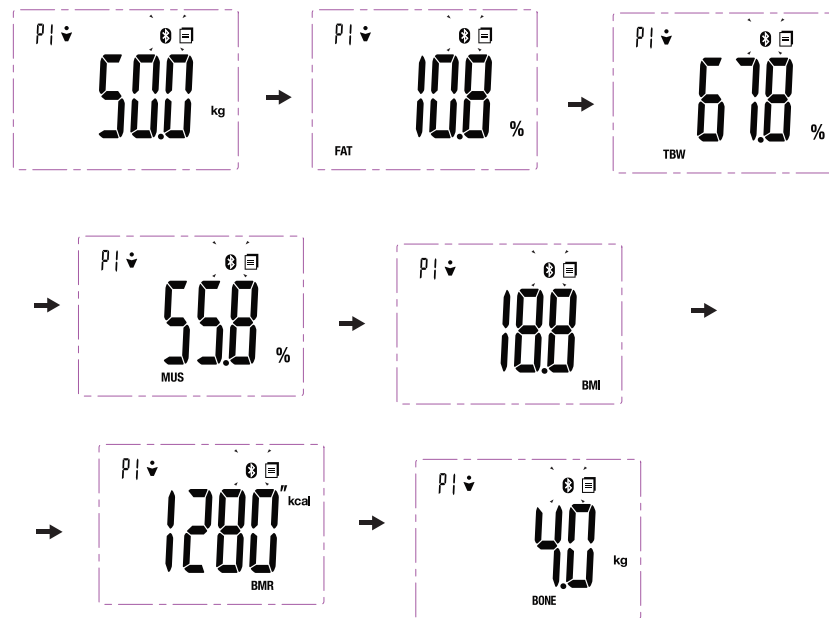 P1
50.0 kg
P1
10.8 %
FAT
P1
67.8 %
TBW
P1
55.8 %
MUS
P1
18.8
BMI
P1
1280" kcal
BMR
P1
4.0 kg
BONE